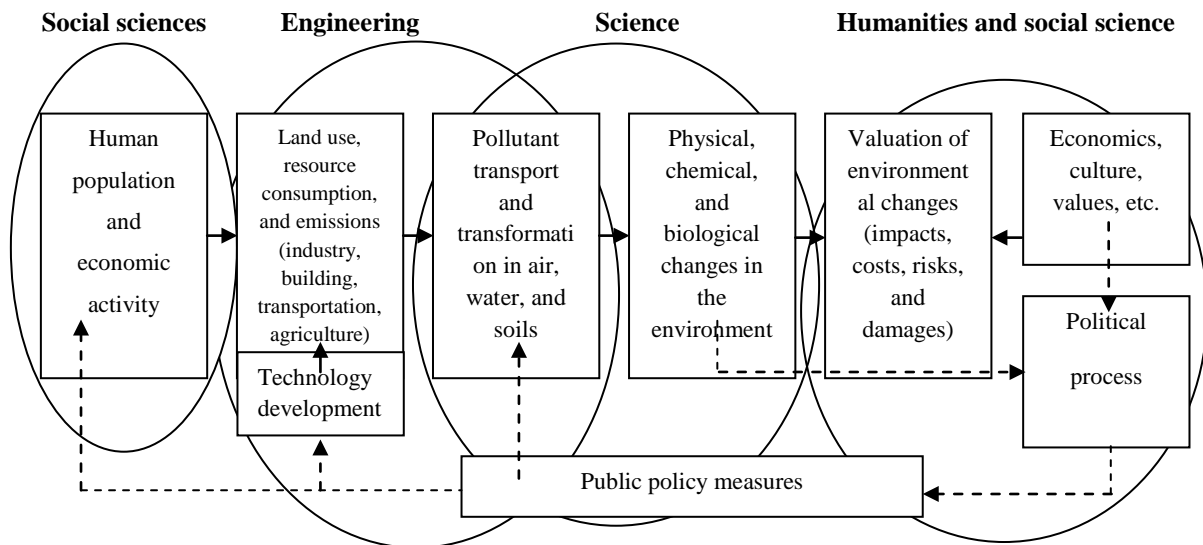 Social sciences
Engineering
Science
Humanities and social science
Human
population
and
economic
activity
Land use,
resource
consumption,
and emissions
(industry,
building,
transportation,
agriculture)
Technology
development
Pollutant
transport
and
transformati
on in air,
water, and
soils
Physical,
chemical,
and
biological
changes in
the
environment
Valuation of
environment
al changes
(impacts,
costs, risks,
and
damages)
Economics,
culture,
values, etc.
Political
process
Public policy measures